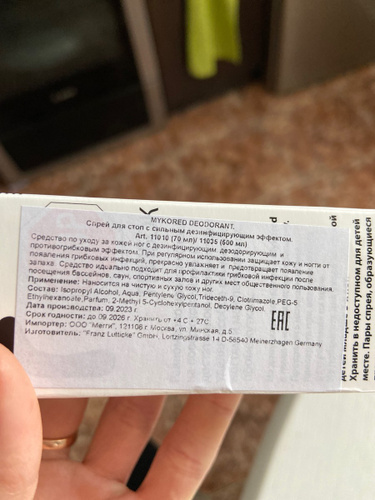 MYKORED DEODORANT.
Спрей для стоп с сильным дезинфицирующим эффектом.
Art. 11010 (70 мл)/ 11025 (500 мл)
Средство по уходу за кожей ног с дезинфицирующим, дезодорирующим и
противогрибковым эффектом. При регулярном использовании защищает кожу и ногти от
появления грибковых инфекций, прекрасно увлажняет и предотвращает появление
запаха. Средство идеально подходит для профилактики грибковой инфекции после
посещения бассейнов, саун, спортивных залов и других мест общественного пользования.
Применение: Наносится на чистую и сухую кожу ног.
Состав: Isopropyl Alcohol, Aqua, Pentylene Glycol, Trideceth-9, Clotrimazole, PEG-5
Ethylhexanoate, Parfum, 2-Methyl 5-Cyclohexylpentanol, Decylene Glycol.
Дата производства: 09.2023 г.
Срок годности: до 09.2026 г. Хранить от +4 С + 27С
Импортер: ООО "Метти", 121108 г. Москва, ул. Минская, д.5
Изготовитель: "Franz Lütticke" GmbH, Lortzingstrasse 14 D-58540 Meinerzhagen Germany
EAC
ой
Хранить в недоступном для детей
месте. Пары спрея, образующиеся